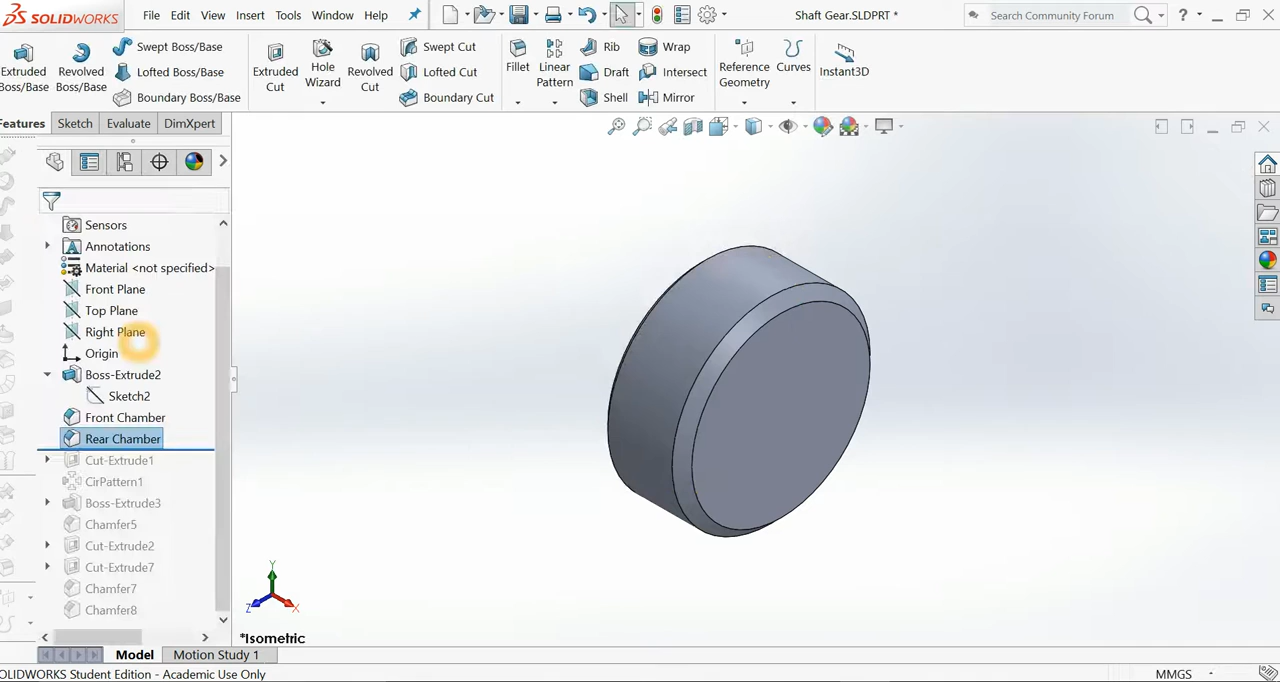 SOLIDWORKS
File Edit View Insert Tools Window Help
Shaft Gear.SLDPRT *
Search Community Forum
?
Extruded Boss/Base
Revolved Boss/Base
Swept Boss/Base
Lofted Boss/Base
Boundary Boss/Base
Extruded Cut
Hole Wizard
Revolved Cut
Swept Cut
Lofted Cut
Boundary Cut
Fillet
Linear Pattern
Rib
Draft
Shell
Wrap
Intersect
Mirror
Reference Geometry
Curves
Instant3D
Features Sketch Evaluate DimXpert
Sensors
Annotations
Material <not specified>
Front Plane
Top Plane
Right Plane
Origin
Boss-Extrude2
Sketch2
Front Chamber
Rear Chamber
Cut-Extrude1
CirPattern1
Boss-Extrude3
Chamfer5
Cut-Extrude2
Cut-Extrude7
Chamfer7
Chamfer8
Y
Z
X
*Isometric
Model Motion Study 1
OLIDWORKS Student Edition - Academic Use Only
MMGS